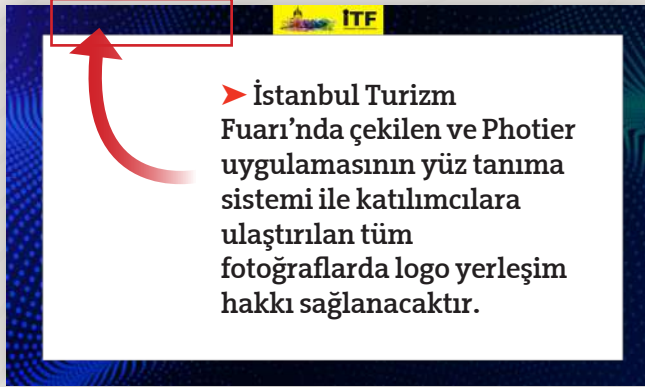 İTF
➤ İstanbul Turizm
Fuarı’nda çekilen ve Photier
uygulamasının yüz tanıma
sistemi ile katılımcılara
ulaştırılan tüm
fotoğraflarda logo yerleşim
hakkı sağlanacaktır.